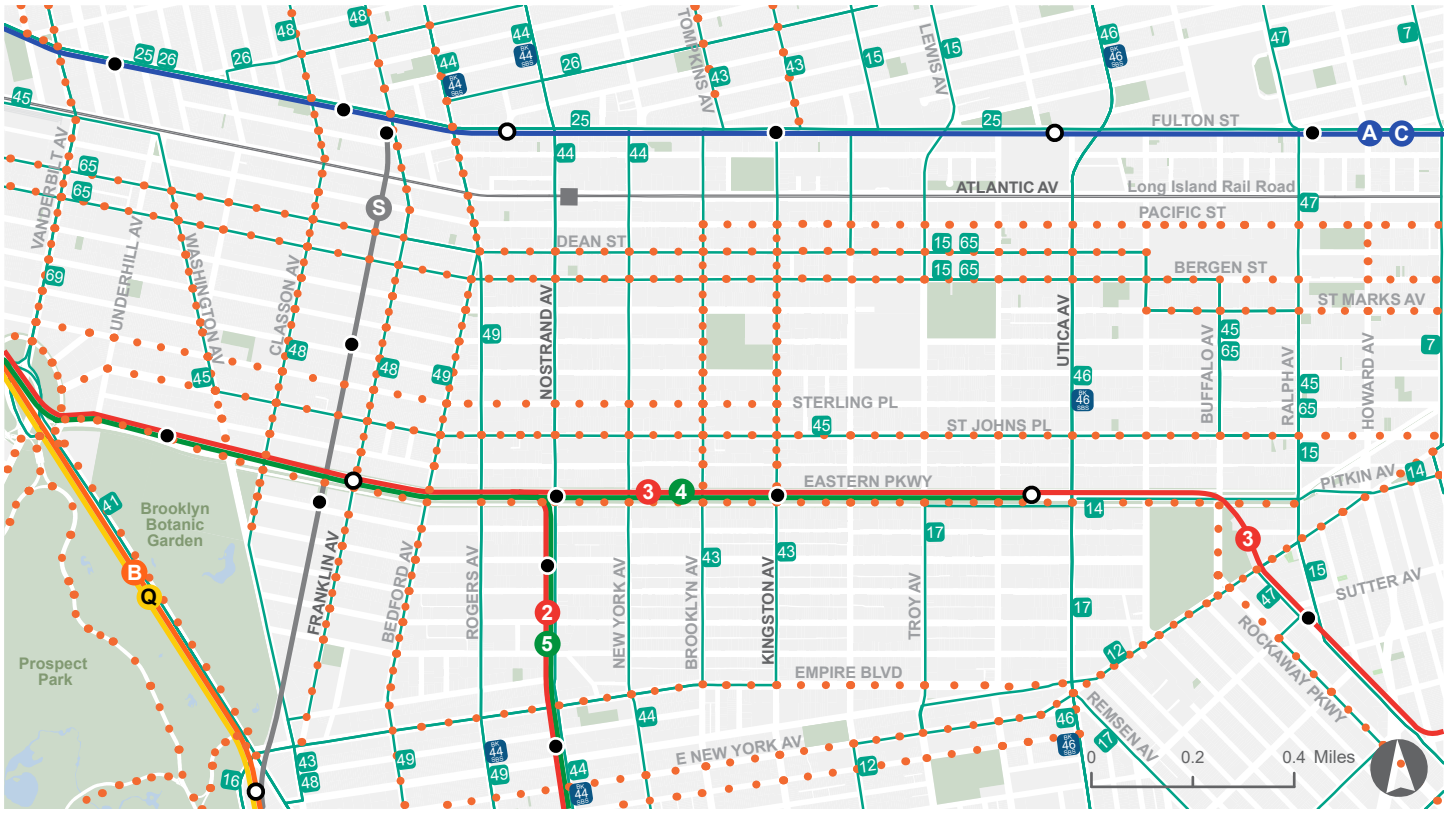 48
48
44
BK
44
SBS
TOMPKINS AV
LEWIS AV
15
46
BK
46
SBS
47
7
25 26
26
44
BK
44
SBS
26
43
43
15
45
25
25
FULTON ST
A C
VANDERBILT AV
65
65
44
44
ATLANTIC AV
Long Island Rail Road
47
S
PACIFIC ST
UNDERHILL AV
WASHINGTON AV
CLASSON AV
DEAN ST
15 65
15 65
BERGEN ST
69
ST MARKS AV
NOSTRAND AV
UTICA AV
49
BUFFALO AV
45
65
RALPH AV
HOWARD AV
7
48
48
49
45
46
BK
46
SBS
45
65
STERLING PL
45
ST JOHNS PL
15
PITKIN AV
14
3 4
EASTERN PKWY
14
41
Brooklyn
Botanic
Garden
17
3
FRANKLIN AV
BEDFORD AV
ROGERS AV
NEW YORK AV
BROOKLYN AV
43
KINGSTON AV
43
TROY AV
15
SUTTER AV
B
Q
2
5
17
47
ROCKAWAY PKWY
Prospect
Park
12
EMPIRE BLVD
REMSEN AV
44
46
BK
46
SBS
17
E NEW YORK AV
12
16
43
48
49
BK
44
SBS
49
44
BK
44
SBS
0 0.2 0.4 Miles